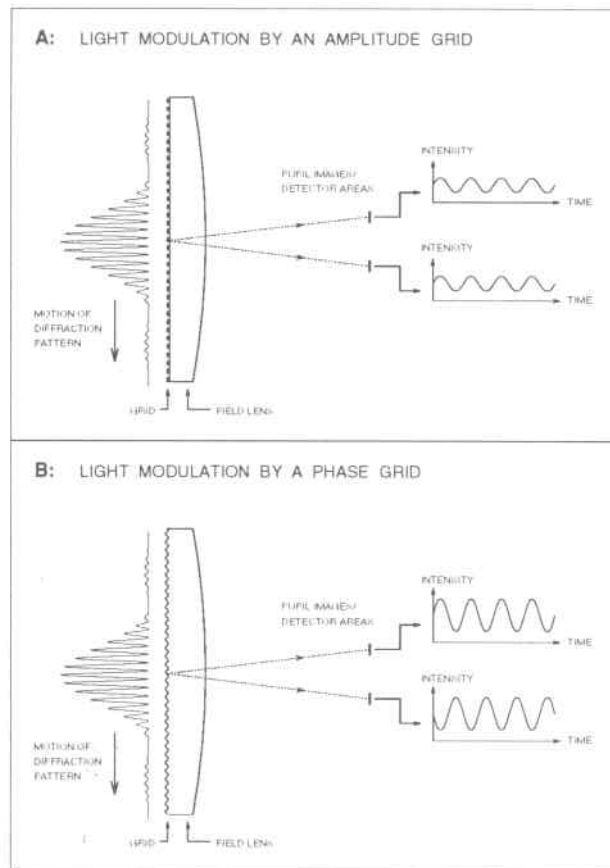 A: LIGHT MODULATION BY AN AMPLITUDE GRID
INTENSITY
PUPIL IMAGES/
DETECTOR AREAS
TIME
INTENSITY
TIME
MOTION OF
DIFFRACTION
PATTERN
GRID
FIELD LENS
B: LIGHT MODULATION BY A PHASE GRID
INTENSITY
PUPIL IMAGES/
DETECTOR AREAS
TIME
INTENSITY
TIME
MOTION OF
DIFFRACTION
PATTERN
GRID
FIELD LENS